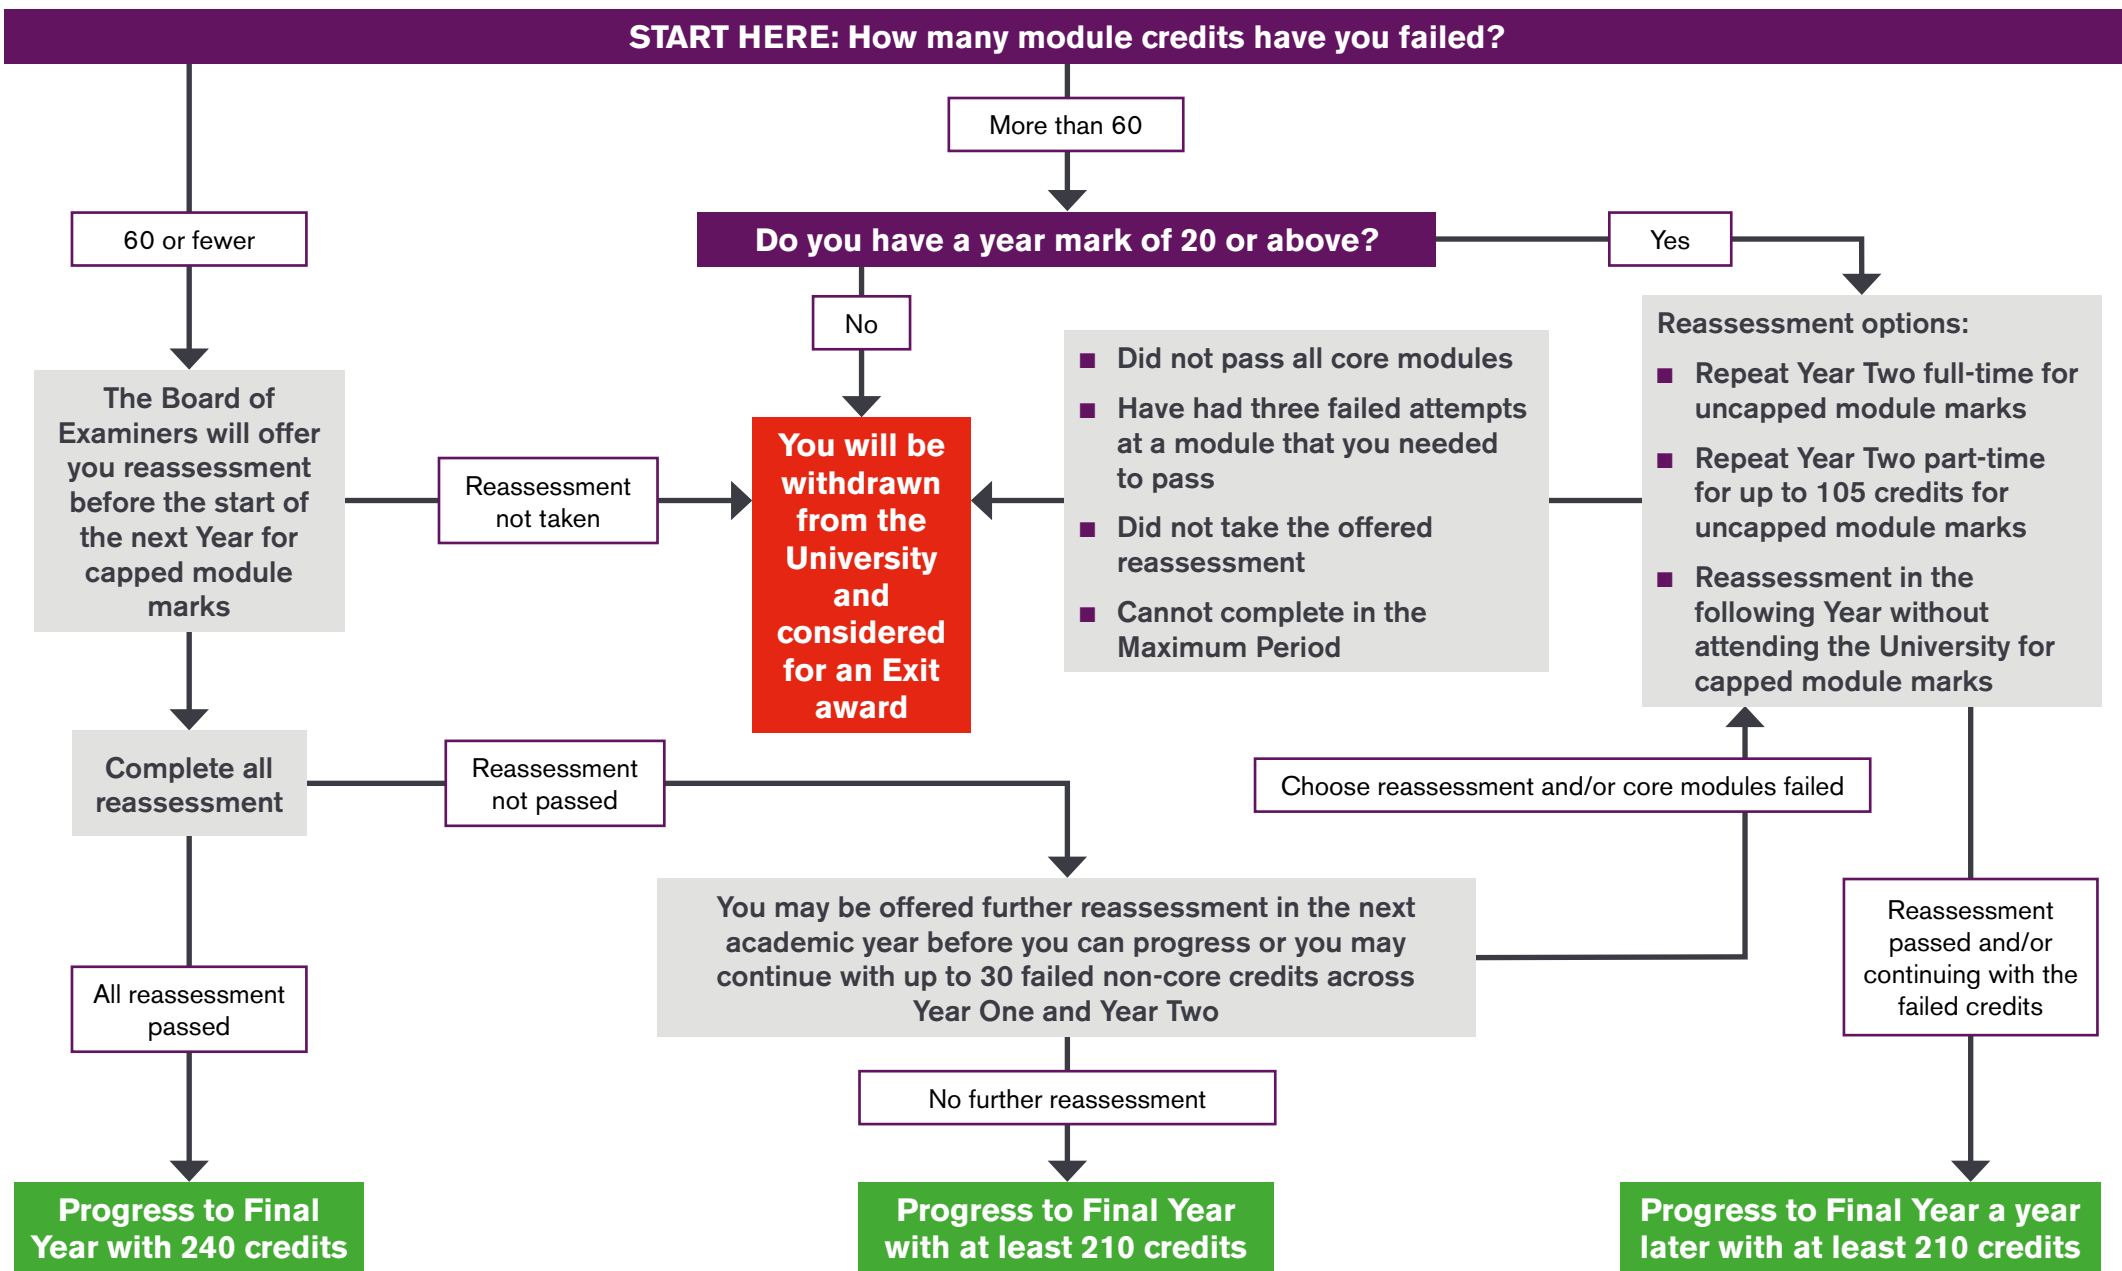 START HERE: How many module credits have you failed?
More than 60
60 or fewer
Do you have a year mark of 20 or above?
Yes
No
The Board of
Examiners will offer
you reassessment
before the start of
the next Year for
capped module
marks
Reassessment
not taken
You will be
withdrawn
from the
University
and
considered
for an Exit
award
■ Did not pass all core modules
■ Have had three failed attempts
at a module that you needed
to pass
■ Did not take the offered
reassessment
■ Cannot complete in the
Maximum Period
Reassessment options:
■ Repeat Year Two full-time for
uncapped module marks
■ Repeat Year Two part-time
for up to 105 credits for
uncapped module marks
■ Reassessment in the
following Year without
attending the University for
capped module marks
Complete all
reassessment
Reassessment
not passed
Choose reassessment and/or core modules failed
You may be offered further reassessment in the next
academic year before you can progress or you may
continue with up to 30 failed non-core credits across
Year One and Year Two
Reassessment
passed and/or
continuing with the
failed credits
All reassessment
passed
No further reassessment
Progress to Final
Year with 240 credits
Progress to Final Year
with at least 210 credits
Progress to Final Year a year
later with at least 210 credits